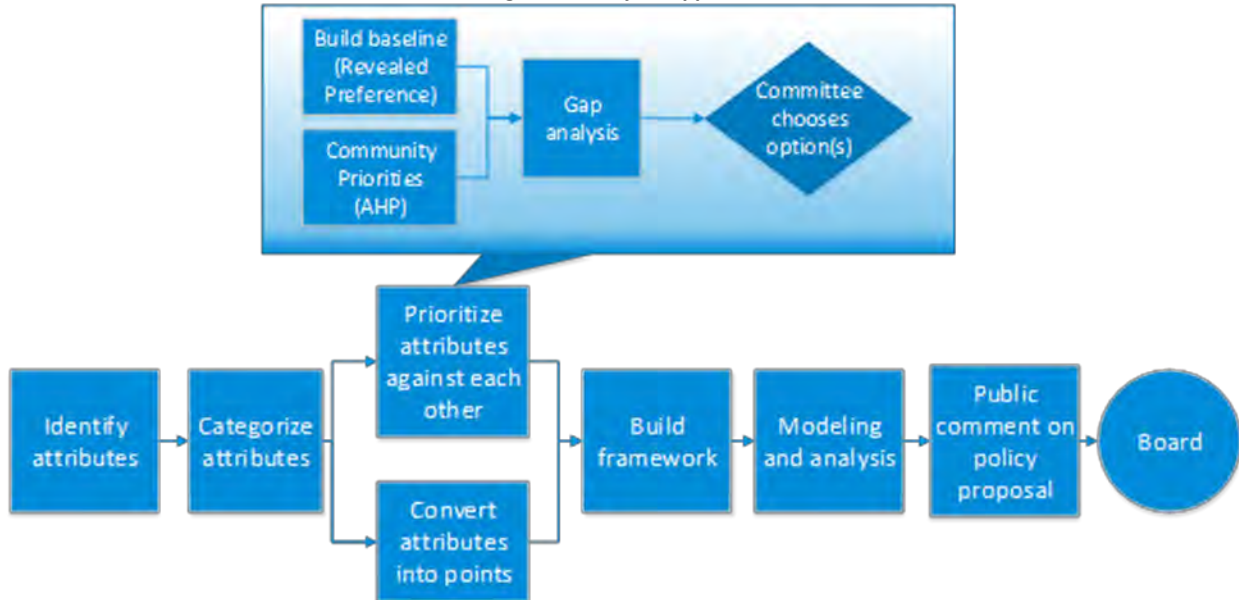 Build baseline
(Revealed
Preference)
Community
Priorities
(AHP)
Gap
analysis
Committee
chooses
option(s)
Identify
attributes
Categorize
attributes
Prioritize
attributes
against each
other
Convert
attributes
into points
Build
framework
Modeling
and analysis
Public
comment on
policy
proposal
Board